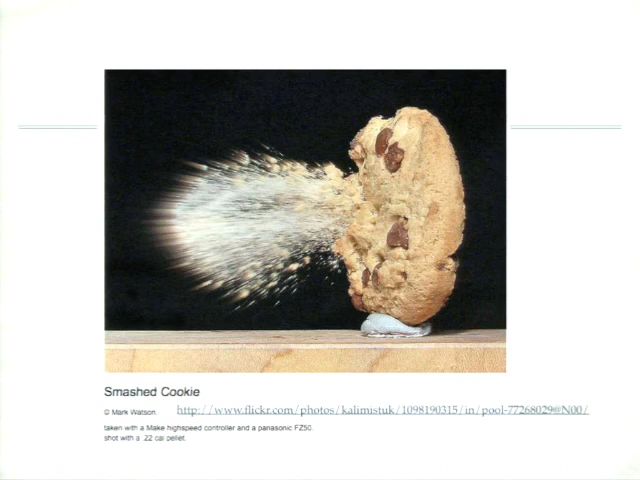 Smashed Cookie
© Mark Watson. http://www.flickr.com/photos/kalimistuk/1098190315/in/pool-77268029@N00/
taken with a Make highspeed controller and a panasonic FZ50.
shot with a .22 cal pellet.